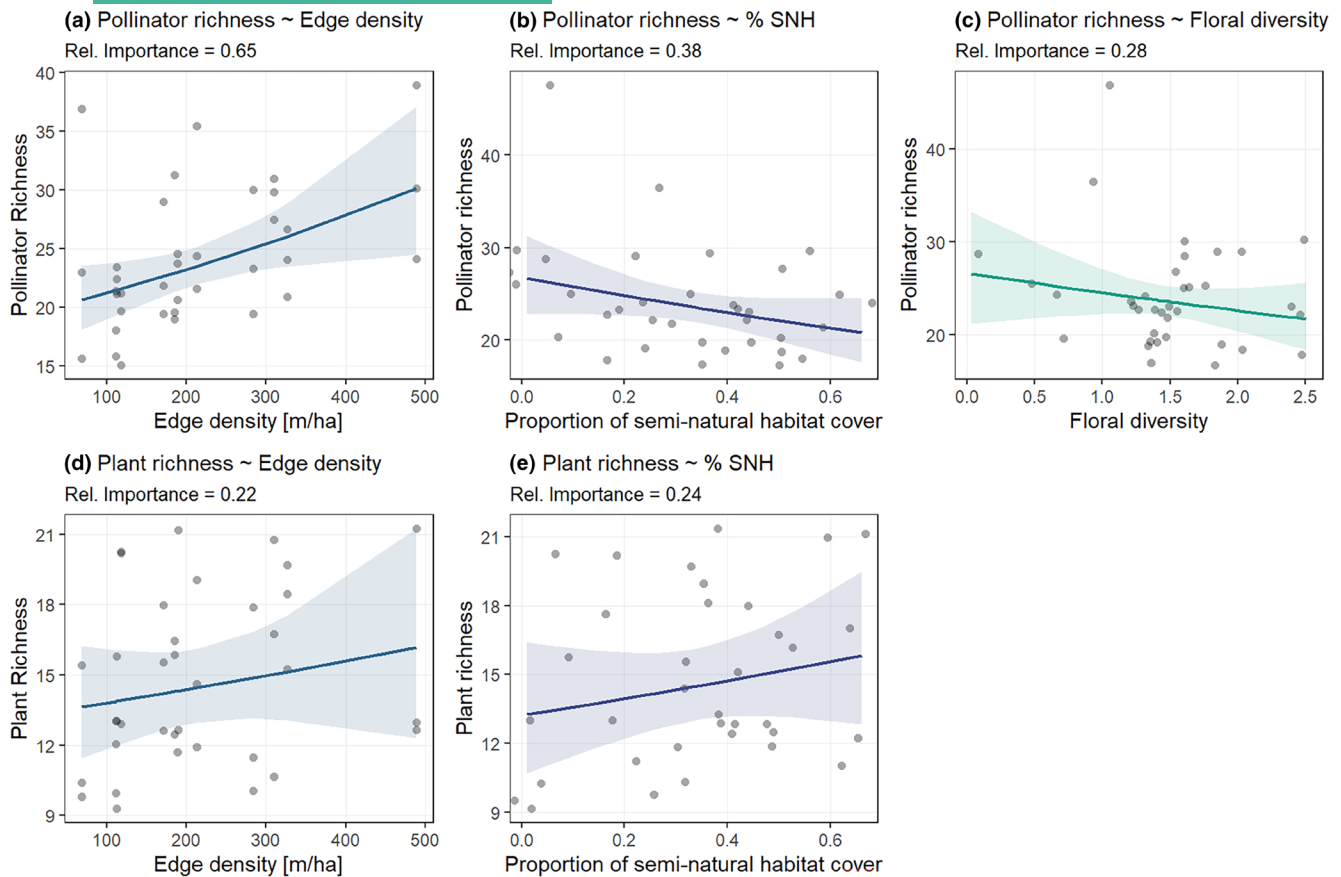 (a) Pollinator richness ~ Edge density
Rel. Importance = 0.65
40
35
30
25
20
15
Pollinator Richness
100 200 300 400 500
Edge density [m/ha]
(b) Pollinator richness ~ % SNH
Rel. Importance = 0.38
40
30
20
Pollinator richness
0.0 0.2 0.4 0.6
Proportion of semi-natural habitat cover
(c) Pollinator richness ~ Floral diversity
Rel. Importance = 0.28
40
30
20
Pollinator richness
0.0 0.5 1.0 1.5 2.0 2.5
Floral diversity
(d) Plant richness ~ Edge density
Rel. Importance = 0.22
21
18
15
12
9
Plant Richness
100 200 300 400 500
Edge density [m/ha]
(e) Plant richness ~ % SNH
Rel. Importance = 0.24
21
18
15
12
9
Plant richness
0.0 0.2 0.4 0.6
Proportion of semi-natural habitat cover